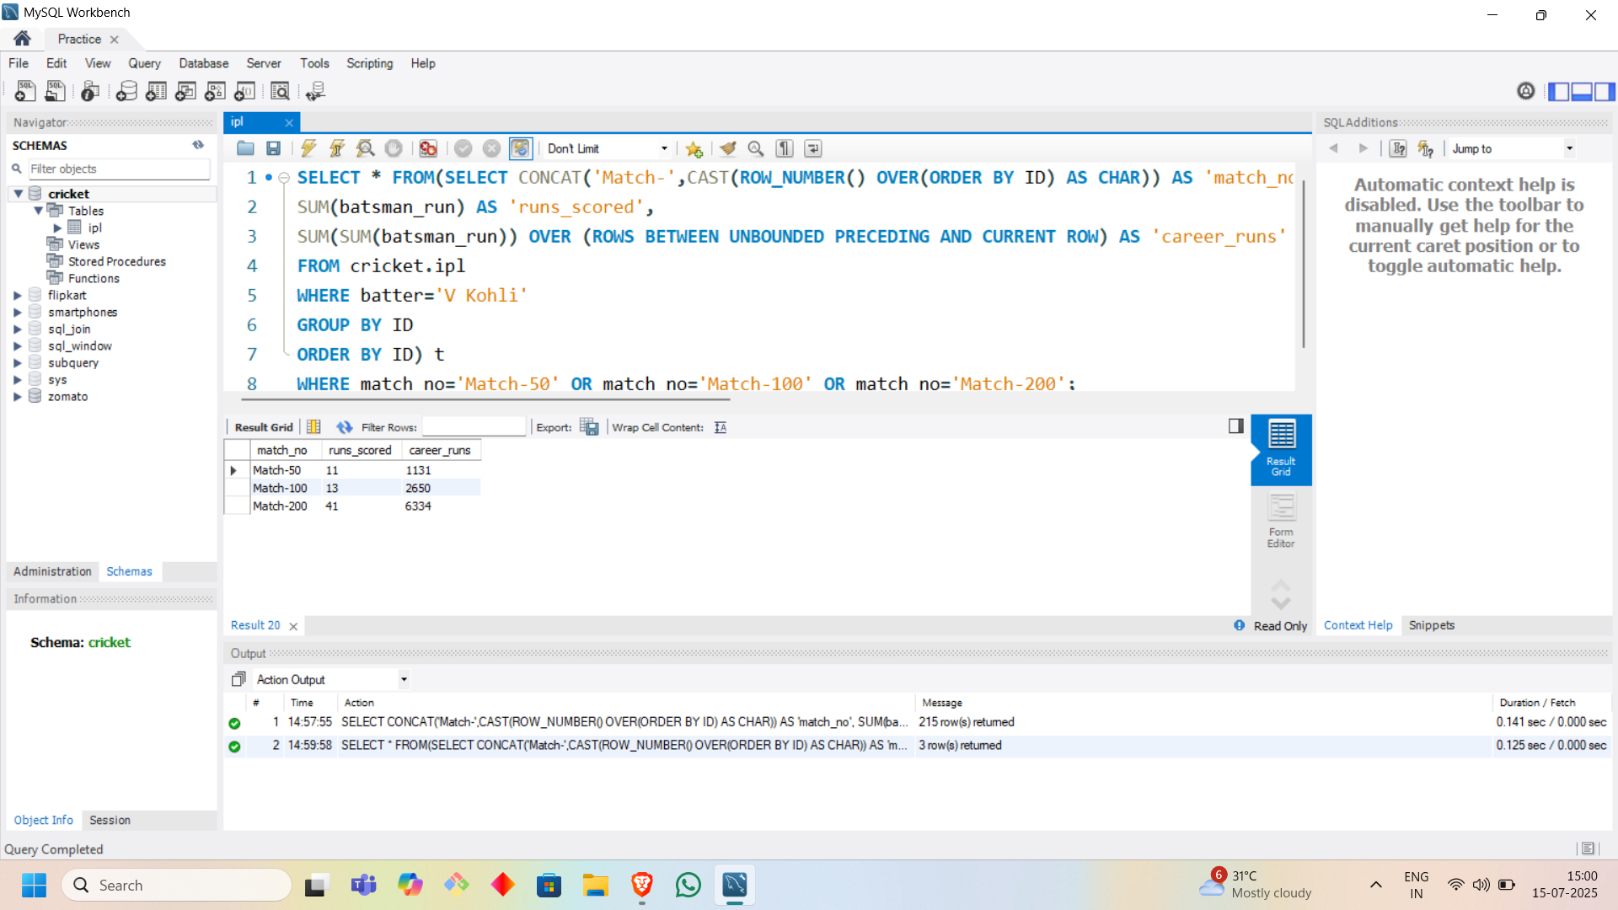 MySQL Workbench
Practice
File Edit View Query Database Server Tools Scripting Help
Navigator
SCHEMAS
Filter objects
cricket
Tables
ipl
Views
Stored Procedures
Functions
flipkart
smartphones
sql_join
sql_window
subquery
sys
zomato
Administration Schemas
Information
Schema: cricket
Object Info Session
Query Completed
ipl
Don't Limit
1 SELECT * FROM(SELECT CONCAT('Match-',CAST(ROW_NUMBER() OVER(ORDER BY ID) AS CHAR)) AS 'match_no
2 SUM(batsman_run) AS 'runs_scored',
3 SUM(SUM(batsman_run)) OVER (ROWS BETWEEN UNBOUNDED PRECEDING AND CURRENT ROW) AS 'career_runs'
4 FROM cricket.ipl
5 WHERE batter='V Kohli'
6 GROUP BY ID
7 ORDER BY ID) t
8 WHERE match_no='Match-50' OR match_no='Match-100' OR match_no='Match-200';
Result Grid Filter Rows: Export: Wrap Cell Content:
match_no runs_scored career_runs
Match-50 11 1131
Match-100 13 2650
Match-200 41 6334
Result Grid
Form Editor
Result 20
Read Only
SQLAdditions
Jump to
Automatic context help is
disabled. Use the toolbar to
manually get help for the
current caret position or to
toggle automatic help.
Context Help Snippets
Output
Action Output
# Time Action Message Duration / Fetch
1 14:57:55 SELECT CONCAT('Match-',CAST(ROW_NUMBER() OVER(ORDER BY ID) AS CHAR)) AS 'match_no', SUM(ba... 215 row(s) returned 0.141 sec / 0.000 sec
2 14:59:58 SELECT * FROM(SELECT CONCAT('Match-',CAST(ROW_NUMBER() OVER(ORDER BY ID) AS CHAR)) AS 'm... 3 row(s) returned 0.125 sec / 0.000 sec
Search
6
31°C
Mostly cloudy
ENG
IN
15:00
15-07-2025